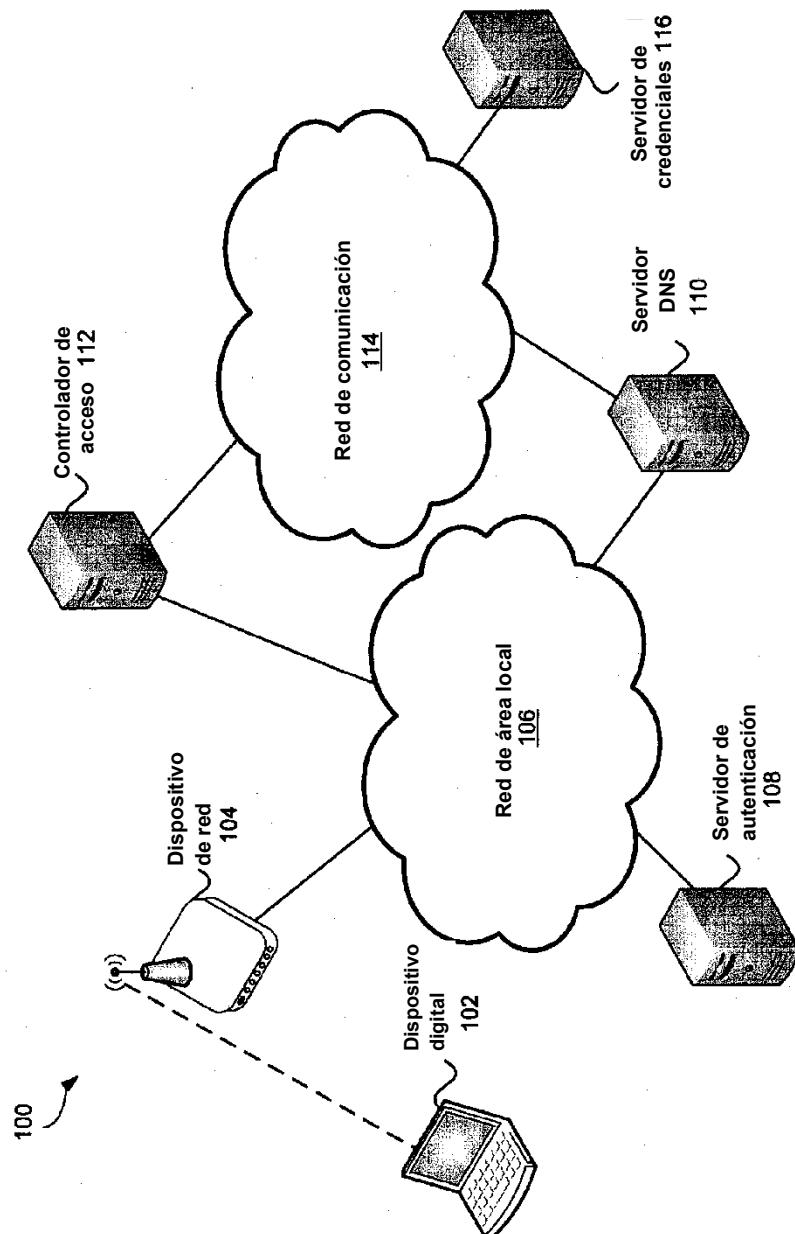 100
Dispositivo
digital
102
Dispositivo
de red
104
Controlador de
acceso 112
Red de área local
106
Red de comunicación
114
Servidor de
autenticación
108
Servidor
DNS
110
Servidor de
credenciales 116